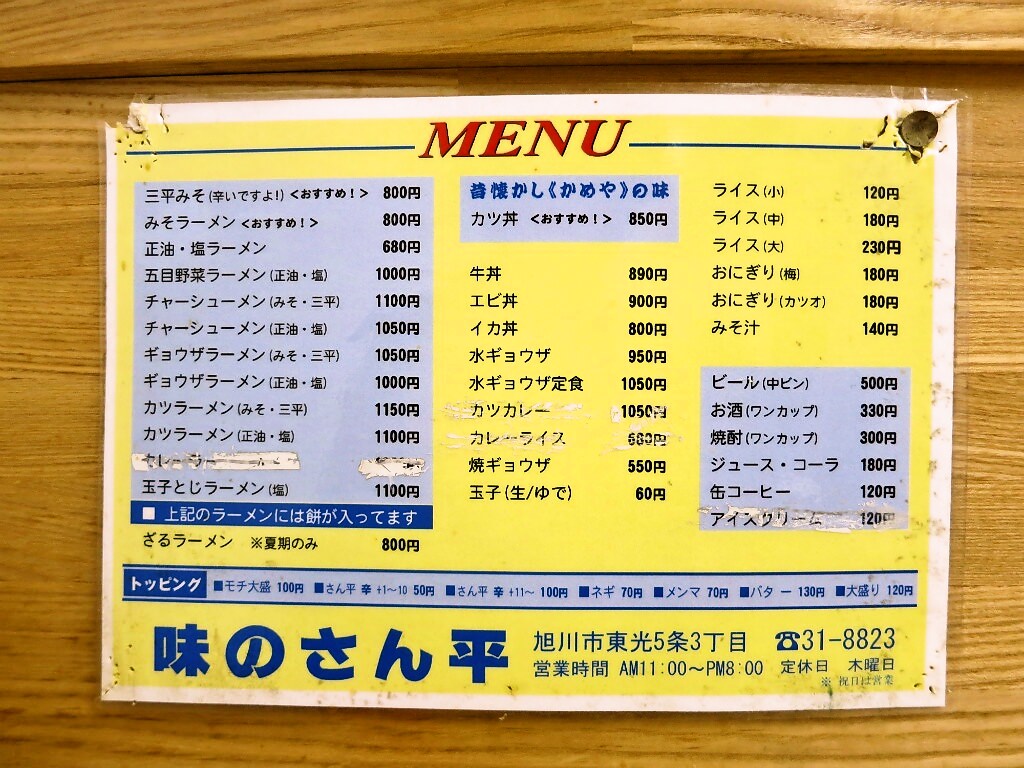 MENU
三平みそ(辛いですよ!)<おすすめ!> 800円
みそラーメン<おすすめ!> 800円
正油・塩ラーメン 680円
五目野菜ラーメン(正油・塩) 1000円
チャーシューメン(みそ・三平) 1100円
チャーシューメン(正油・塩) 1050円
ギョウザラーメン(みそ・三平) 1050円
ギョウザラーメン(正油・塩) 1000円
カツラーメン(みそ・三平) 1150円
カツラーメン(正油・塩) 1100円
玉子とじラーメン(塩) 1100円
■ 上記のラーメンには餅が入ってます
ざるラーメン ※夏期のみ 800円
昔懐かし《かめや》の味
カツ丼 <おすすめ!> 850円
牛丼 890円
エビ丼 900円
イカ丼 800円
水ギョウザ 950円
水ギョウザ定食 1050円
カツカレー 1050円
カレーライス
焼ギョウザ 550円
玉子(生/ゆで) 60円
ライス(小) 120円
ライス(中) 180円
ライス(大) 230円
おにぎり(梅) 180円
おにぎり(カツオ) 180円
みそ汁 140円
ビール(中ビン) 500円
お酒(ワンカップ) 330円
焼酎(ワンカップ) 300円
ジュース・コーラ 180円
缶コーヒー 120円
アイスクリーム 120円
トッピング ■モチ大盛 100円 ■さん平 辛 +1〜10 50円 ■さん平 辛 +11〜 100円 ■ネギ 70円 ■メンマ 70円 ■バター 130円 ■大盛り 120円
味のさん平
旭川市東光5条3丁目 ☎31-8823
営業時間 AM11:00〜PM8:00 定休日 木曜日
※ 祝日は営業